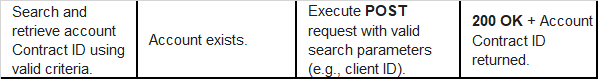 Search and
retrieve account
Contract ID using
valid criteria.
Account exists.
Execute POST
request with valid
search parameters
(e.g., client ID).
200 OK + Account
Contract ID
returned.